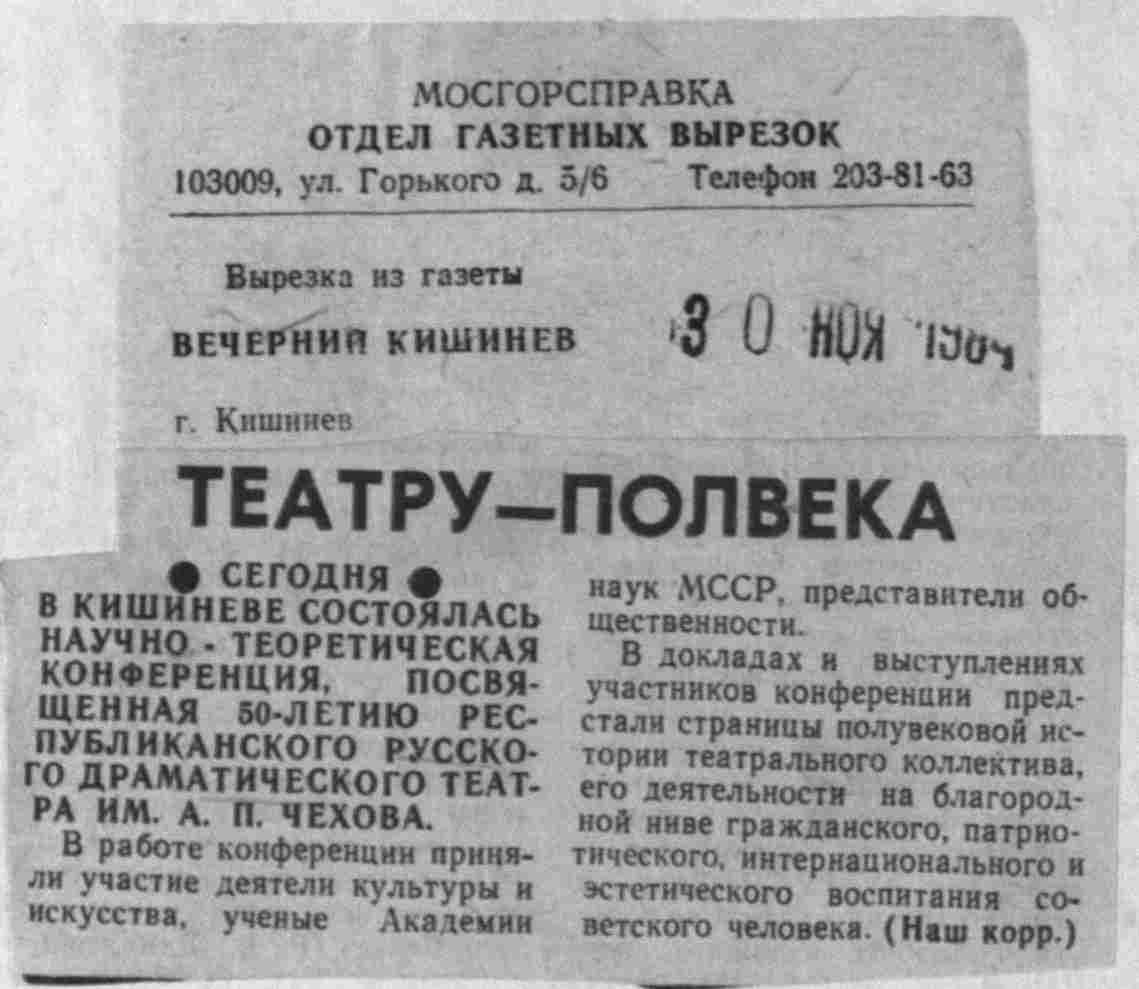 МОСГОРСПРАВКА
ОТДЕЛ ГАЗЕТНЫХ ВЫРЕЗОК
103009, ул. Горького д. 5/6 Телефон 203-81-63
Вырезка из газеты
ВЕЧЕРНИЙ КИШИНЕВ
30 НОЯ 1984
г. Кишинев
ТЕАТРУ—ПОЛВЕКА
● СЕГОДНЯ ●
В КИШИНЕВЕ СОСТОЯЛАСЬ
НАУЧНО - ТЕОРЕТИЧЕСКАЯ
КОНФЕРЕНЦИЯ, ПОСВЯ-
ЩЕННАЯ 50-ЛЕТИЮ РЕС-
ПУБЛИКАНСКОГО РУССКО-
ГО ДРАМАТИЧЕСКОГО ТЕАТ-
РА ИМ. А. П. ЧЕХОВА.
В работе конференции приня-
ли участие деятели культуры и
искусства, ученые Академии
наук МССР, представители об-
щественности.
В докладах и выступлениях
участников конференции пред-
стали страницы полувековой ис-
тории театрального коллектива,
его деятельности на благород-
ной ниве гражданского, патрио-
тического, интернационального и
эстетического воспитания со-
ветского человека. (Наш корр.)